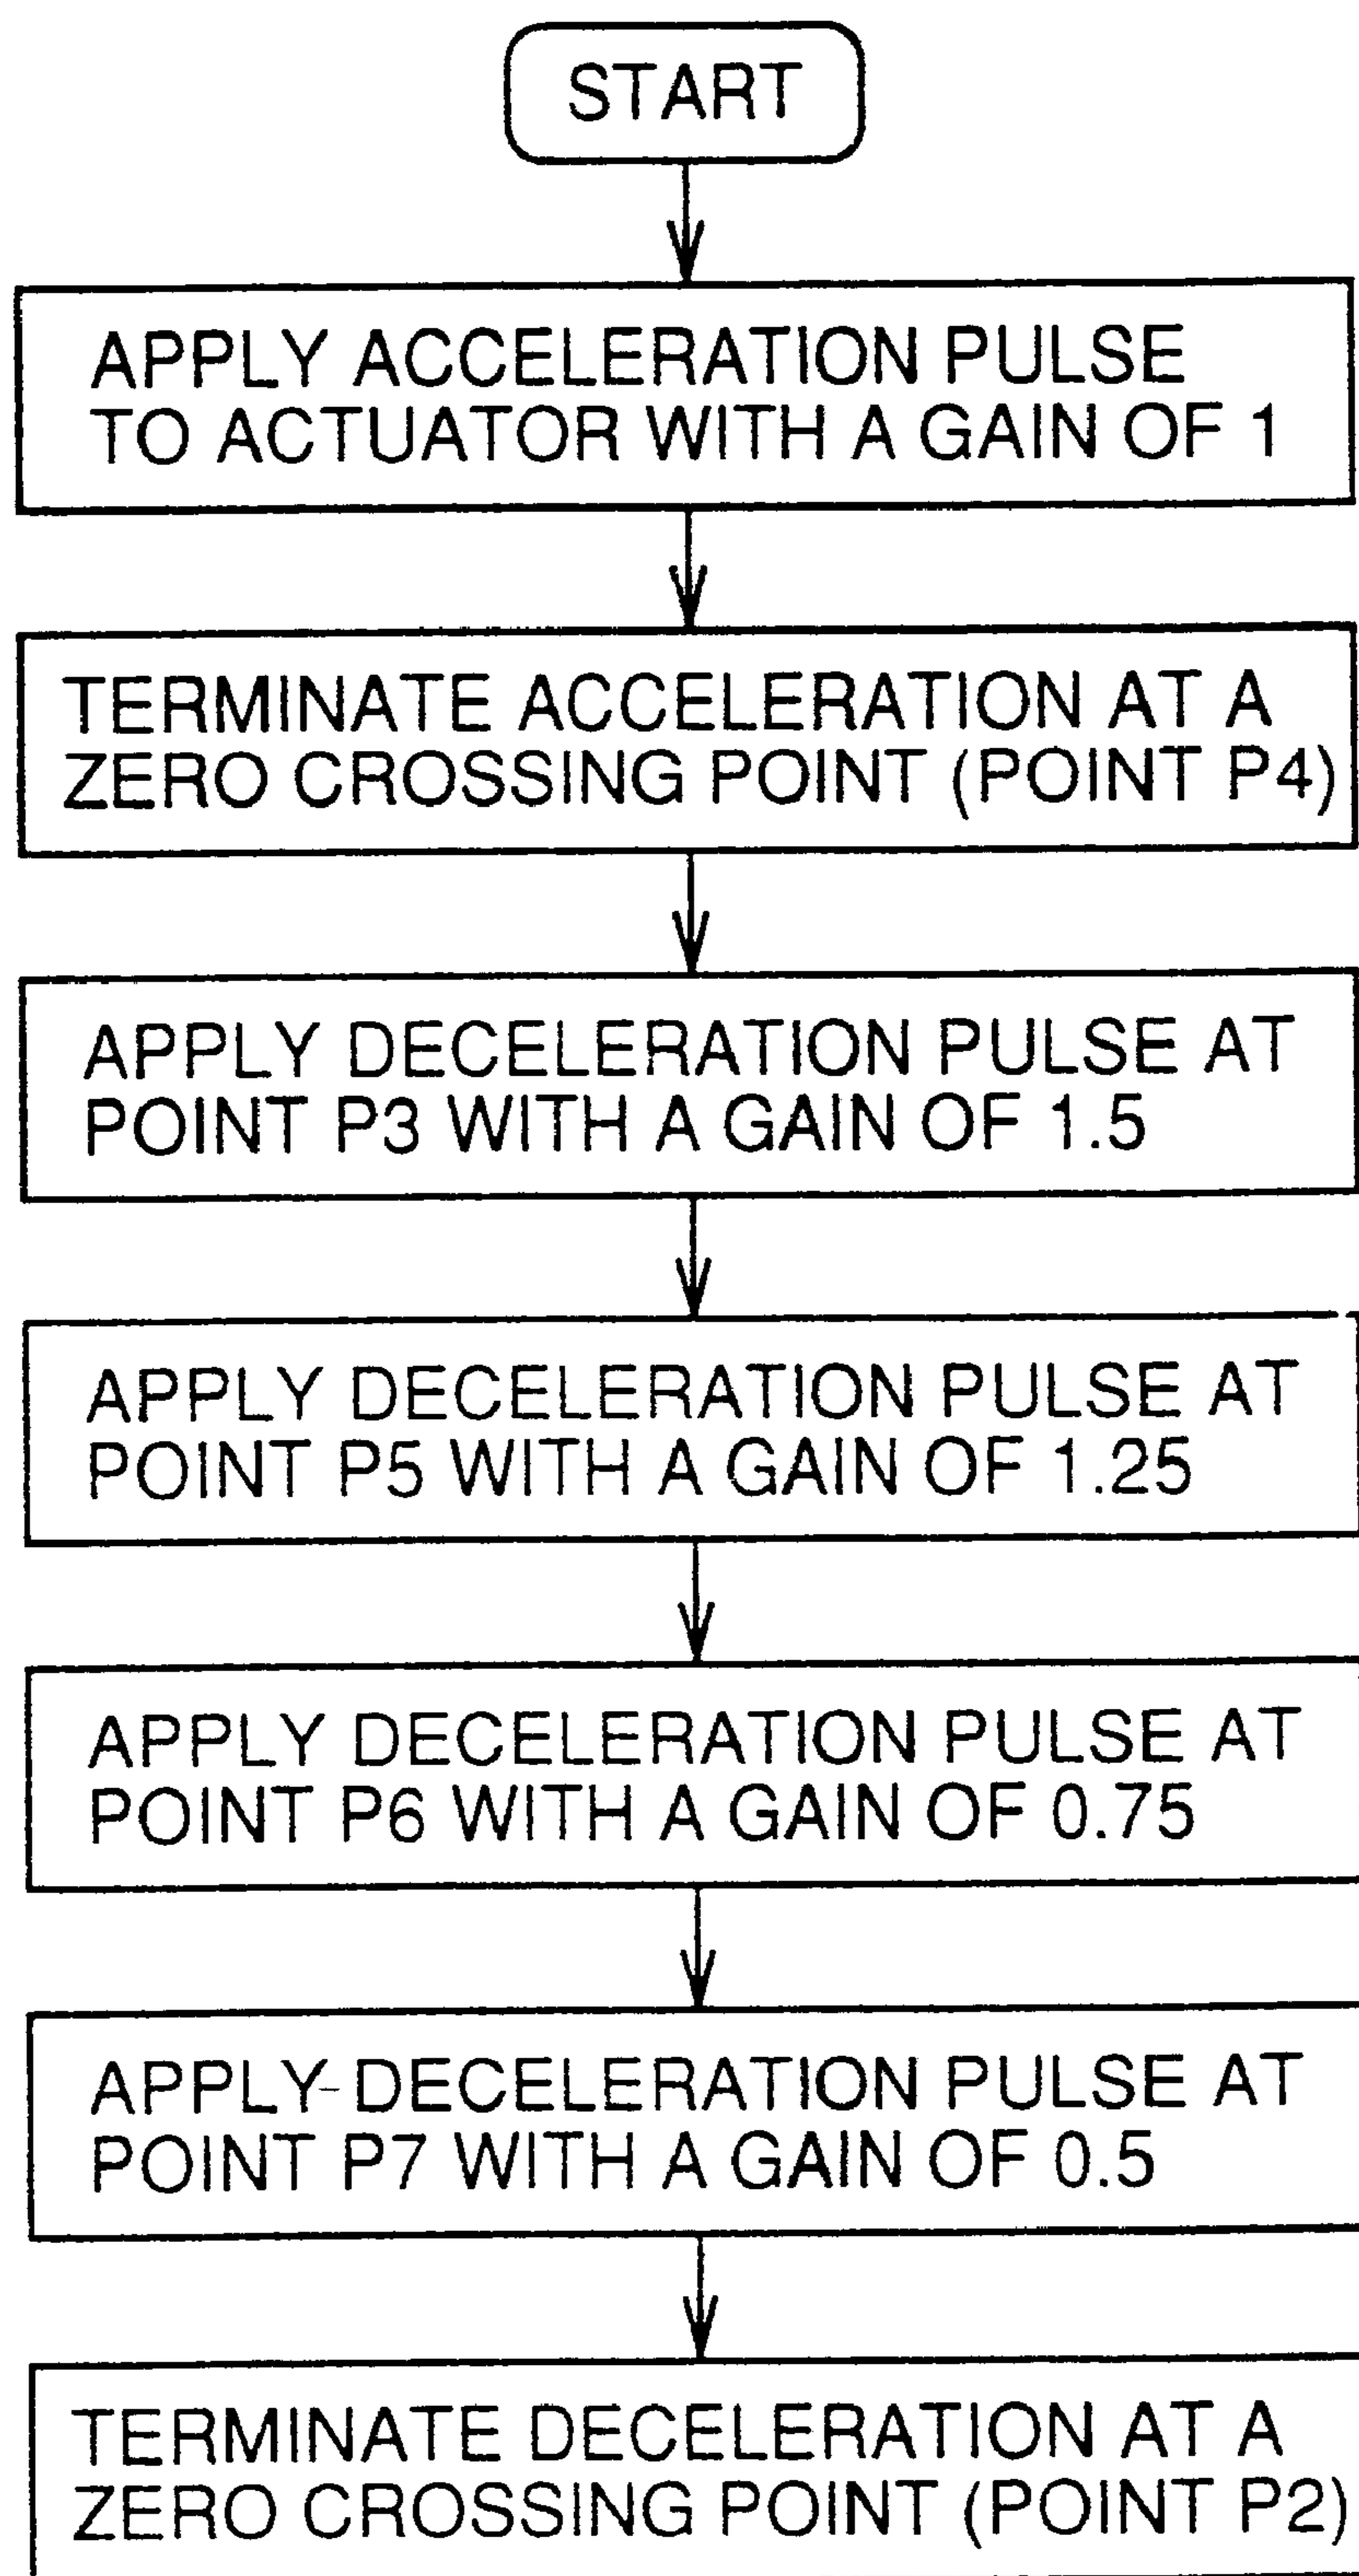 START
APPLY ACCELERATION PULSE
TO ACTUATOR WITH A GAIN OF 1
TERMINATE ACCELERATION AT A
ZERO CROSSING POINT (POINT P4)
APPLY DECELERATION PULSE AT
POINT P3 WITH A GAIN OF 1.5
APPLY DECELERATION PULSE AT
POINT P5 WITH A GAIN OF 1.25
APPLY DECELERATION PULSE AT
POINT P6 WITH A GAIN OF 0.75
APPLY DECELERATION PULSE AT
POINT P7 WITH A GAIN OF 0.5
TERMINATE DECELERATION AT A
ZERO CROSSING POINT (POINT P2)